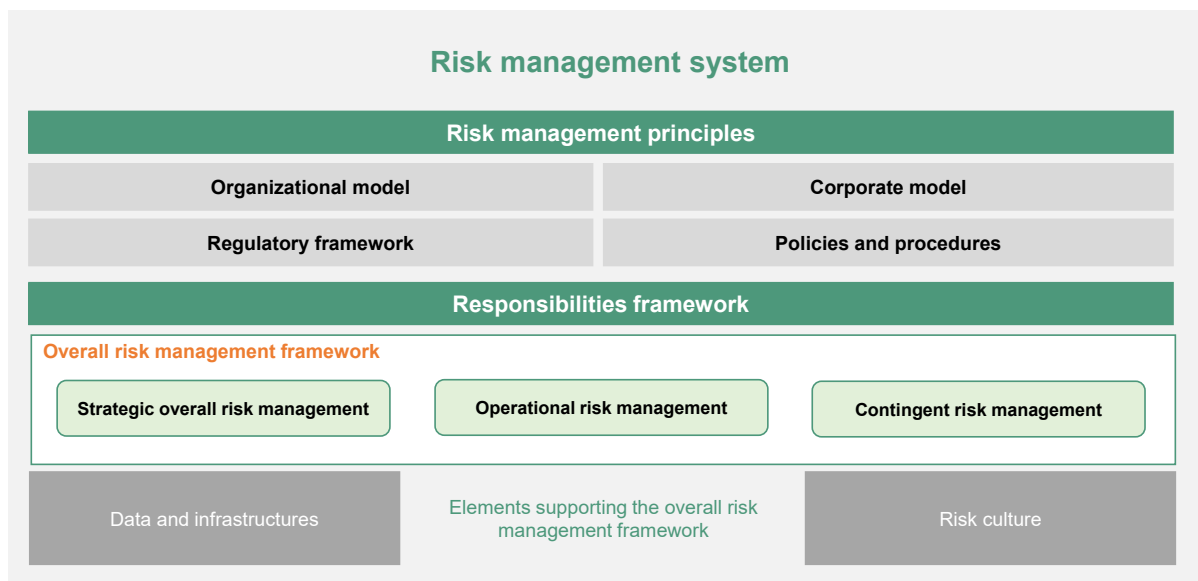 Risk management system
Risk management principles
Organizational model
Corporate model
Regulatory framework
Policies and procedures
Responsibilities framework
Overall risk management framework
Strategic overall risk management
Operational risk management
Contingent risk management
Data and infrastructures
Elements supporting the overall risk
management framework
Risk culture